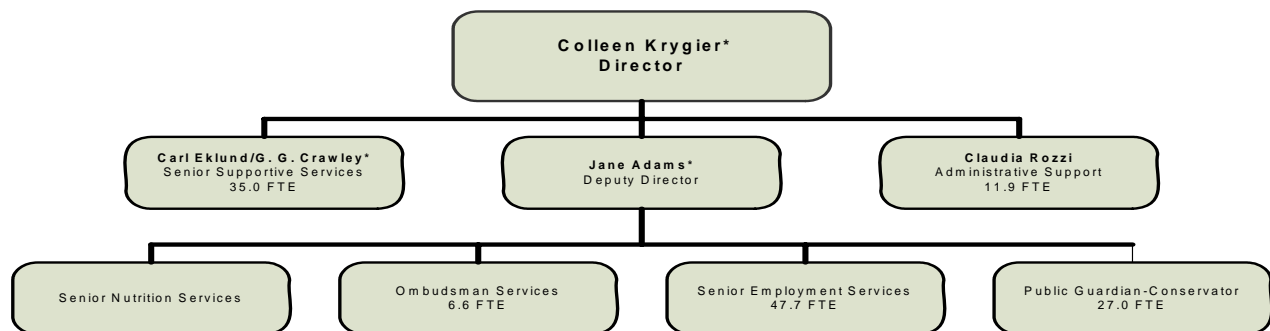 Colleen Krygier*
Director
Carl Eklund/G. G. Crawley*
Senior Supportive Services
35.0 FTE
Jane Adams*
Deputy Director
Claudia Rozzi
Administrative Support
11.9 FTE
Senior Nutrition Services
Ombudsman Services
6.6 FTE
Senior Employment Services
47.7 FTE
Public Guardian-Conservator
27.0 FTE